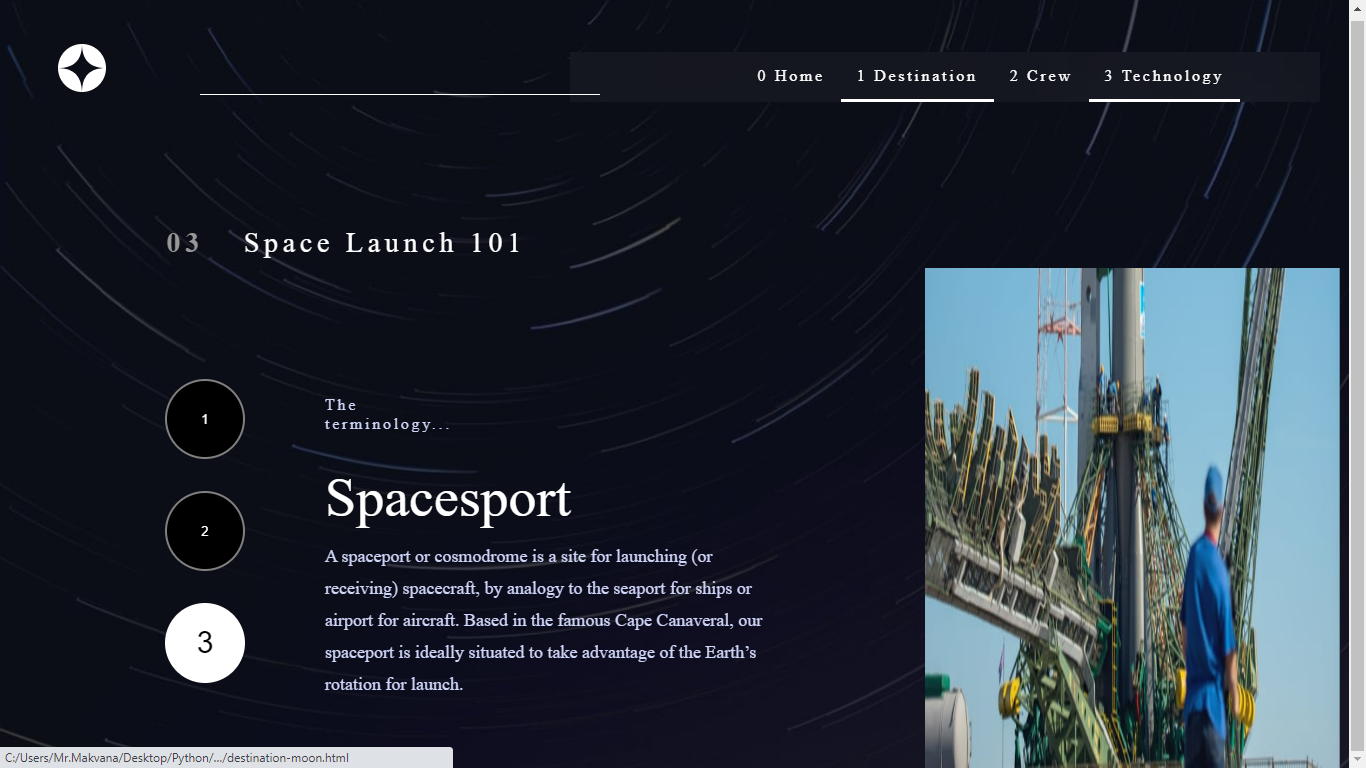 0 Home 1 Destination 2 Crew 3 Technology
03 Space Launch 101
1
The
terminology...
Spacesport
2
A spaceport or cosmodrome is a site for launching (or
receiving) spacecraft, by analogy to the seaport for ships or
airport for aircraft. Based in the famous Cape Canaveral, our
spaceport is ideally situated to take advantage of the Earth’s
rotation for launch.
3
C:/Users/Mr.Makvana/Desktop/Python/.../destination-moon.html